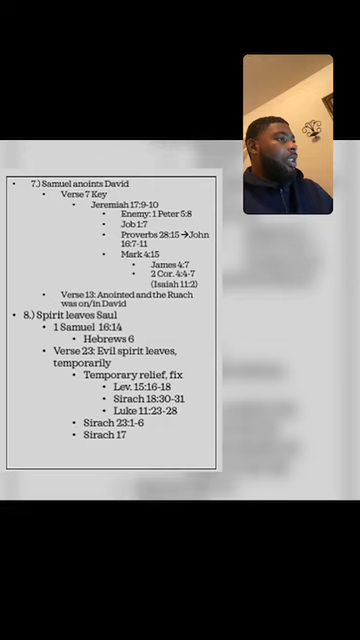 7.) Samuel anoints David
Verse 7 Key
Jeremiah 17:9-10
Enemy: 1 Peter 5:8
Job 1:7
Proverbs 28:15 →John
16:7-11
Mark 4:15
James 4:7
2 Cor. 4:4-7
(Isaiah 11:2)
Verse 13: Anointed and the Ruach
was on/in David
8.) Spirit leaves Saul
1 Samuel 16:14
Hebrews 6
Verse 23: Evil spirit leaves,
temporarily
Temporary relief, fix
Lev. 15:16-18
Sirach 18:30-31
Luke 11:23-28
Sirach 23:1-6
Sirach 17